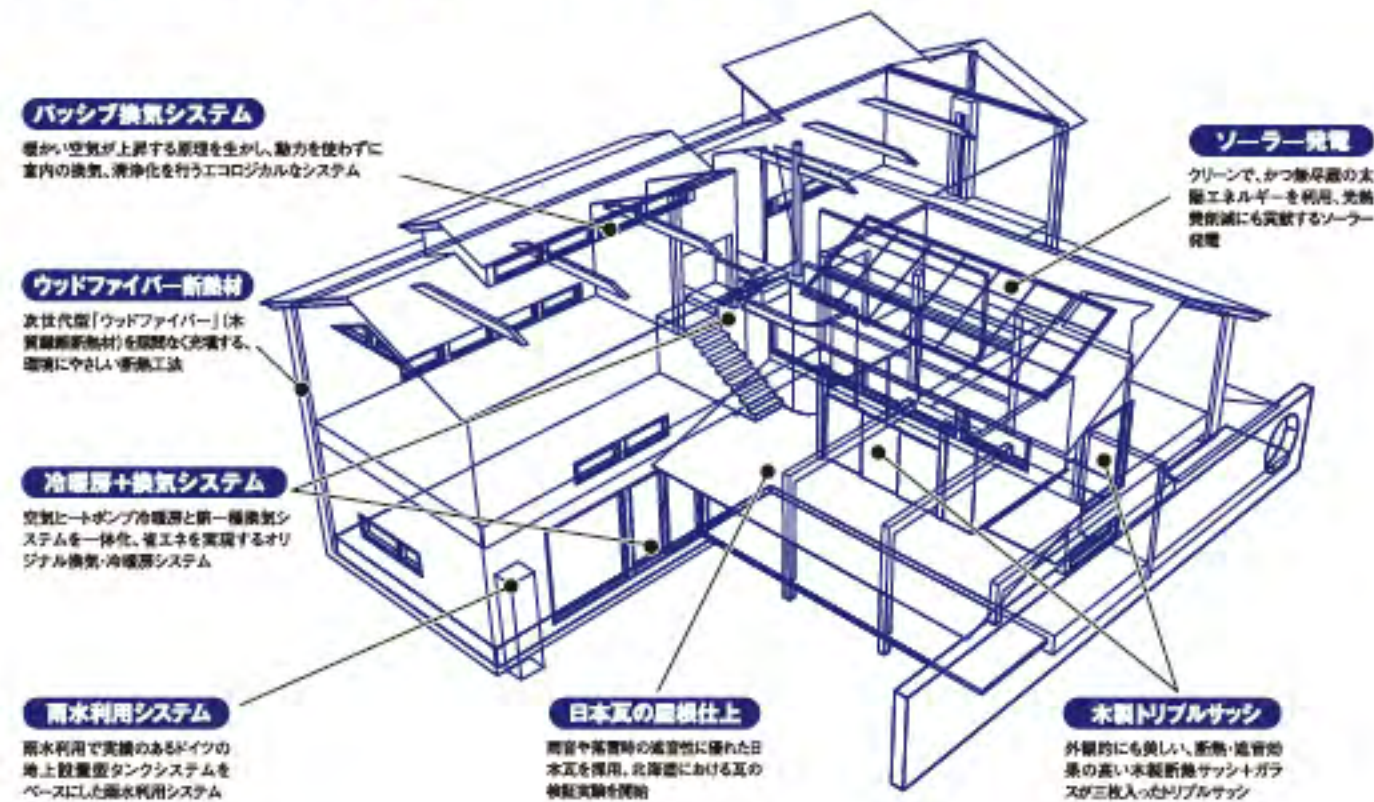 パッシブ換気システム
暖かい空気が上昇する原理を生かし、動力を使わずに
室内の換気、清浄化を行うエコロジカルなシステム
ソーラー発電
クリーンで、かつ無尽蔵の太
陽エネルギーを利用、光熱
費削減にも貢献するソーラー
発電
ウッドファイバー断熱材
次世代型「ウッドファイバー」(木
質繊維断熱材)を隙間なく充填する、
環境にやさしい断熱工法
冷暖房+換気システム
空気ヒートポンプ冷暖房と第一種換気シ
ステムを一体化、省エネを実現するオリ
ジナル換気・冷暖房システム
雨水利用システム
雨水利用で実績のあるドイツの
地上設置型タンクシステムを
ベースにした雨水利用システム
日本瓦の屋根仕上
雨音や落雪時の遮音性に優れた日
本瓦を採用、北海道における瓦の
検証実験を開始
木製トリプルサッシ
外観的にも美しい、断熱・遮音効
果の高い木製断熱サッシ+ガラ
スが三枚入ったトリプルサッシ